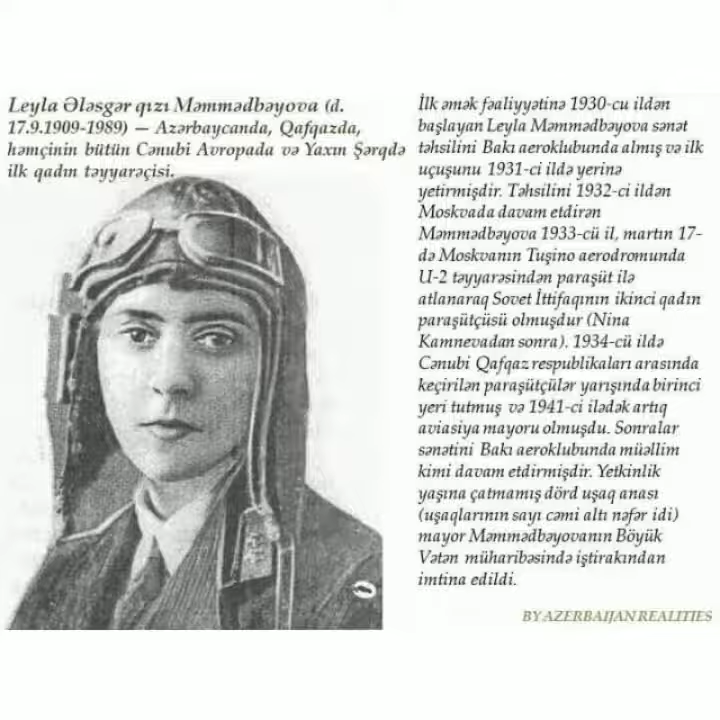 Leyla Ələsgər qızı Məmmədbəyova (d.
17.9.1909-1989) — Azərbaycanda, Qafqazda,
həmçinin bütün Cənubi Avropada və Yaxın Şərqdə
ilk qadın təyyarəçisi.
İlk əmək fəaliyyətinə 1930-cu ildən
başlayan Leyla Məmmədbəyova sənət
təhsilini Bakı aeroklubunda almış və ilk
uçuşunu 1931-ci ildə yerinə
yetirmişdir. Təhsilini 1932-ci ildən
Moskvada davam etdirən
Məmmədbəyova 1933-cü il, martın 17-
də Moskvanın Tuşino aerodromunda
U-2 təyyarəsindən paraşüt ilə
atlanaraq Sovet İttifaqının ikinci qadın
paraşütçüsü olmuşdur (Nina
Kamnevadan sonra). 1934-cü ildə
Cənubi Qafqaz respublikaları arasında
keçirilən paraşütçülər yarışında birinci
yeri tutmuş və 1941-ci ilədək artıq
aviasiya mayoru olmuşdu. Sonralar
sənətini Bakı aeroklubunda müəllim
kimi davam etdirmişdir. Yetkinlik
yaşına çatmamış dörd uşaq anası
(uşaqlarının sayı cəmi altı nəfər idi)
mayor Məmmədbəyovanın Böyük
Vətən müharibəsində iştirakından
imtina edildi.
BY AZERBAIJAN REALITIES